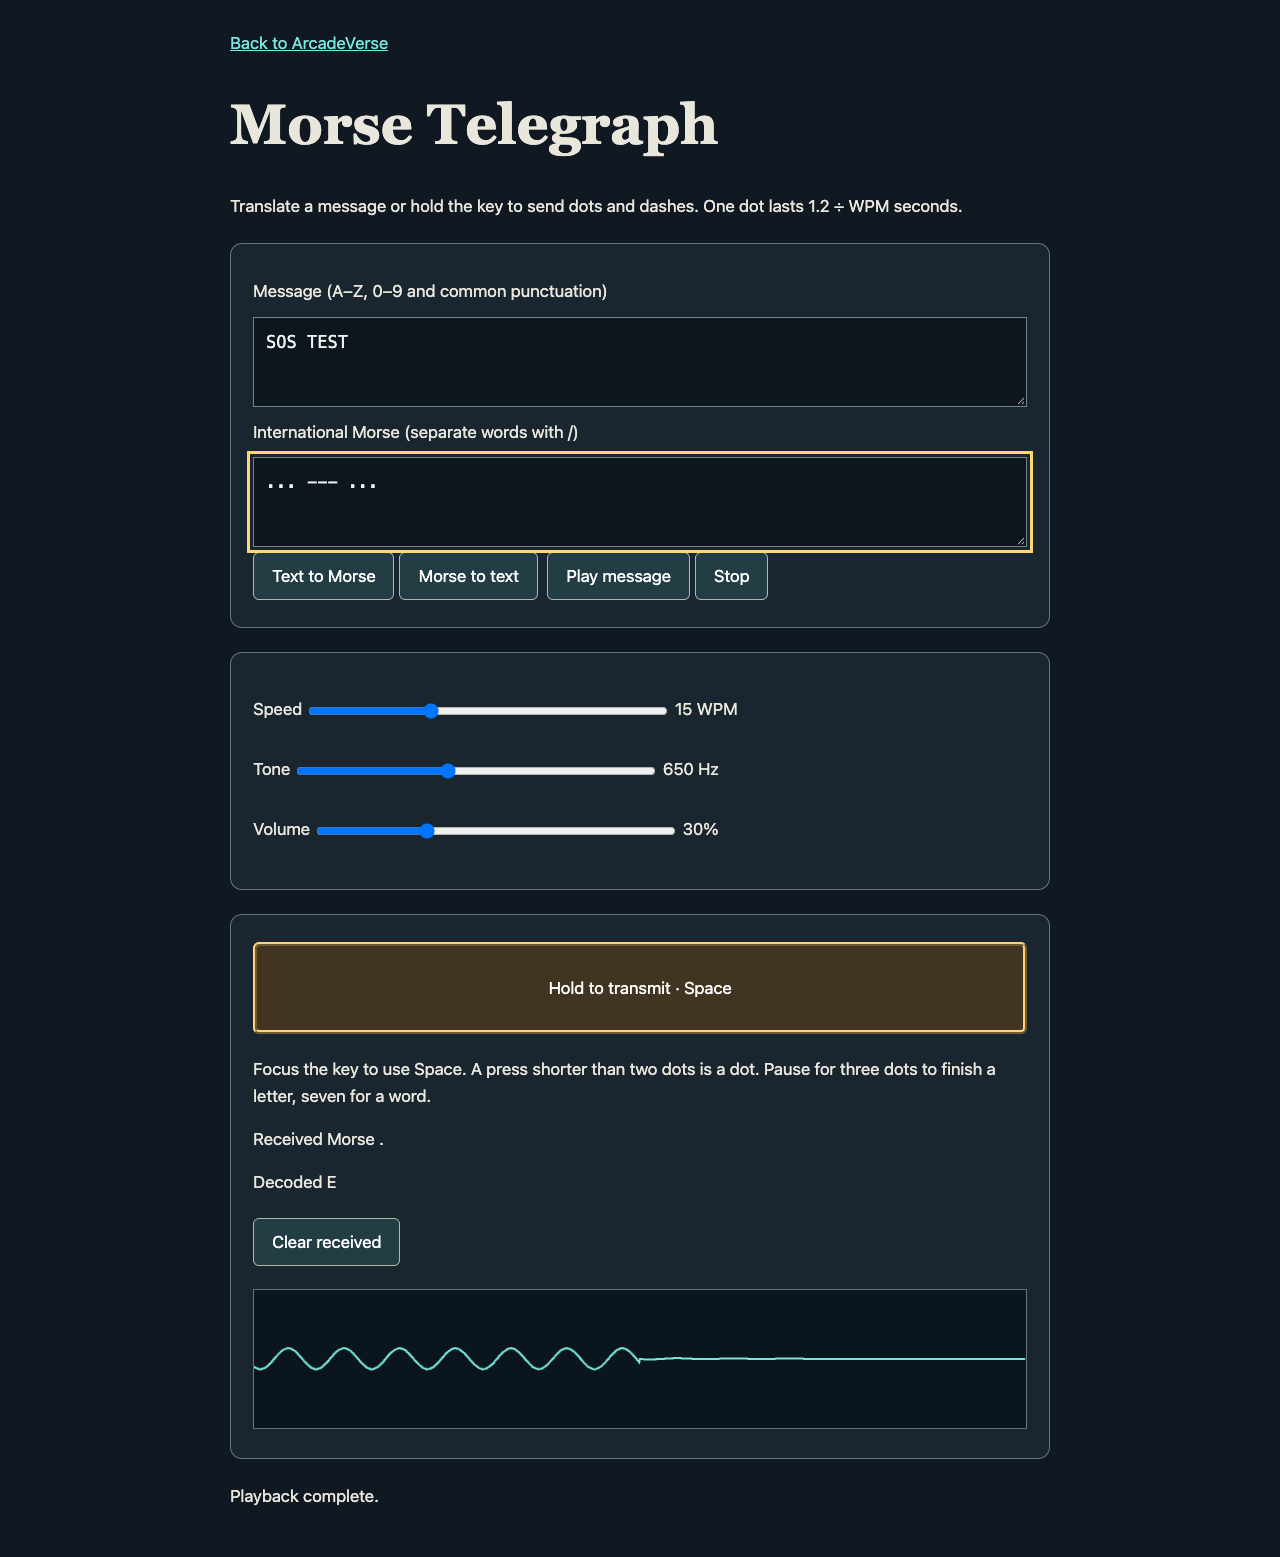 Back to ArcadeVerse
Morse Telegraph
Translate a message or hold the key to send dots and dashes. One dot lasts 1.2 ÷ WPM seconds.
Message (A–Z, 0–9 and common punctuation)
SOS TEST
International Morse (separate words with /)
... --- ...
Text to Morse Morse to text Play message Stop
Speed 15 WPM
Tone 650 Hz
Volume 30%
Hold to transmit · Space
Focus the key to use Space. A press shorter than two dots is a dot. Pause for three dots to finish a
letter, seven for a word.
Received Morse .
Decoded E
Clear received
Playback complete.